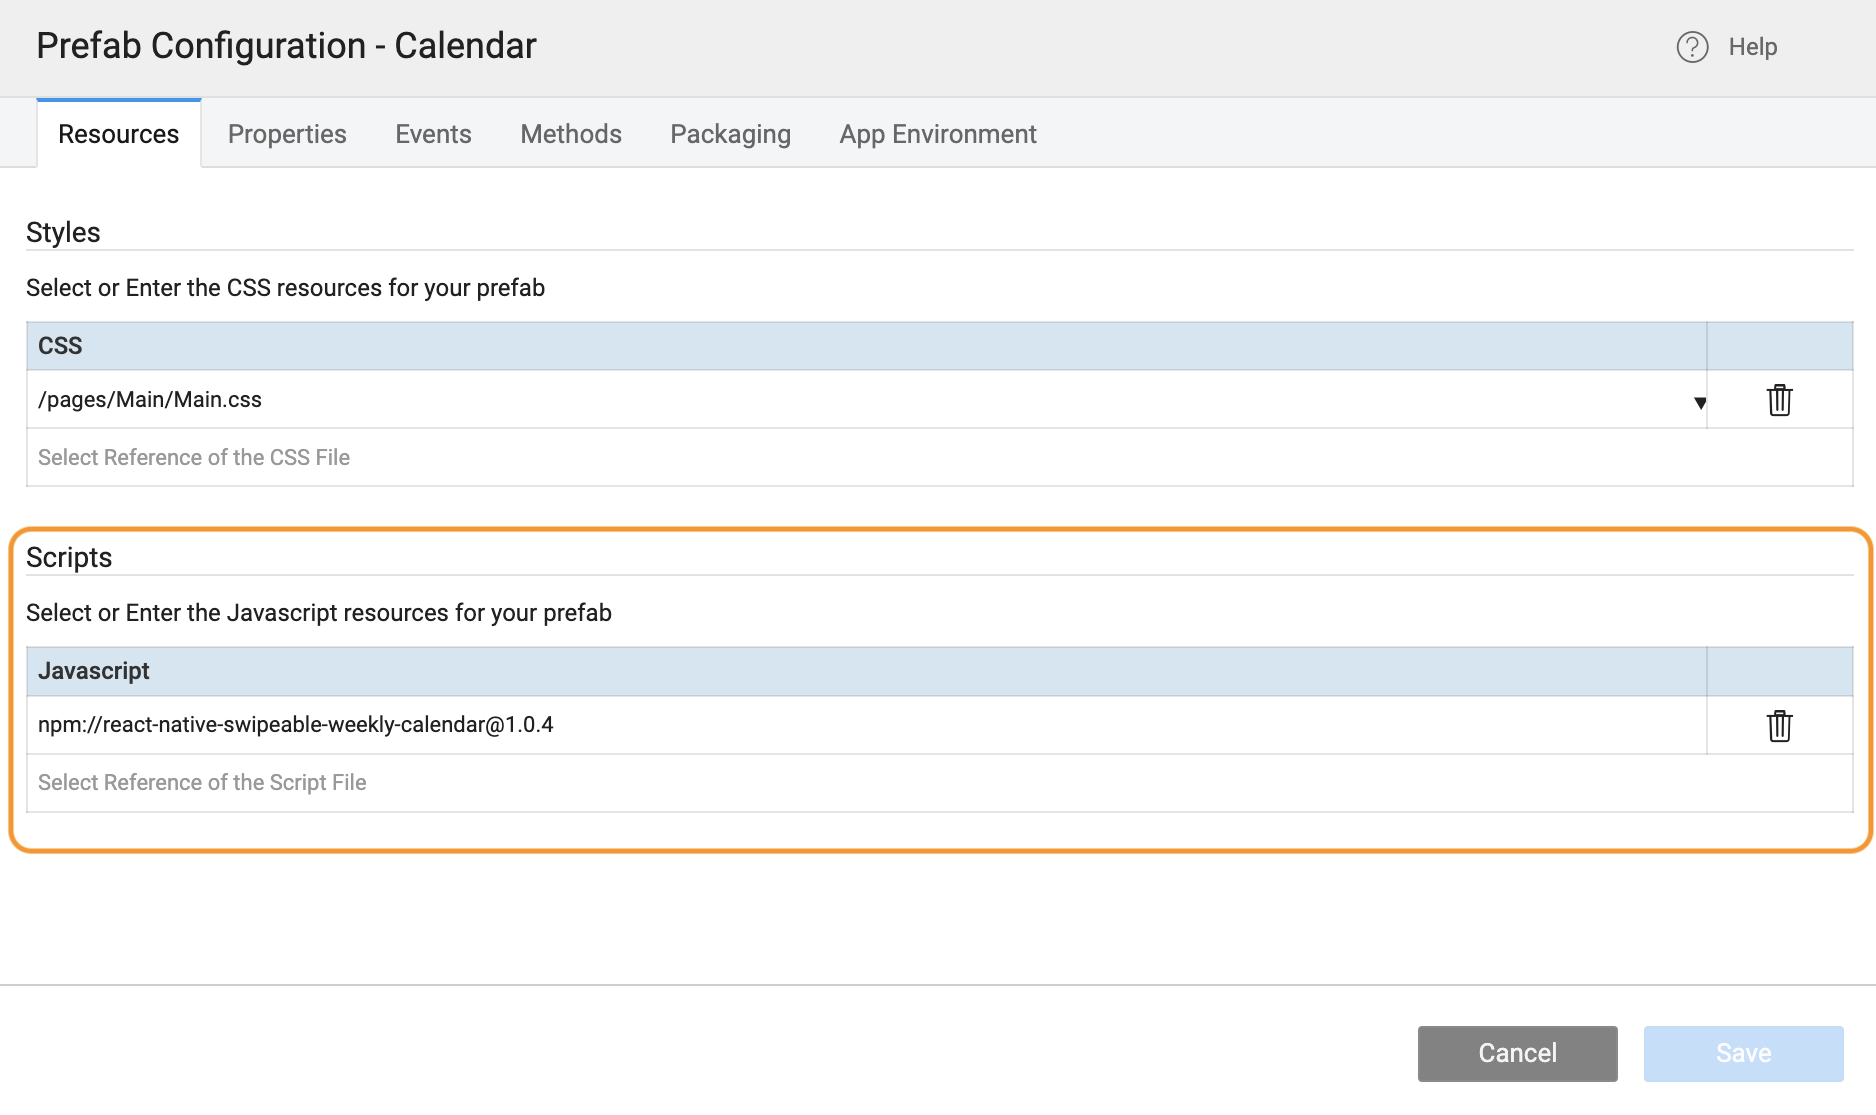 Prefab Configuration - Calendar
Help
Resources Properties Events Methods Packaging App Environment
Styles
Select or Enter the CSS resources for your prefab
CSS
/pages/Main/Main.css
Select Reference of the CSS File
Scripts
Select or Enter the Javascript resources for your prefab
Javascript
npm://react-native-swipeable-weekly-calendar@1.0.4
Select Reference of the Script File
Cancel Save